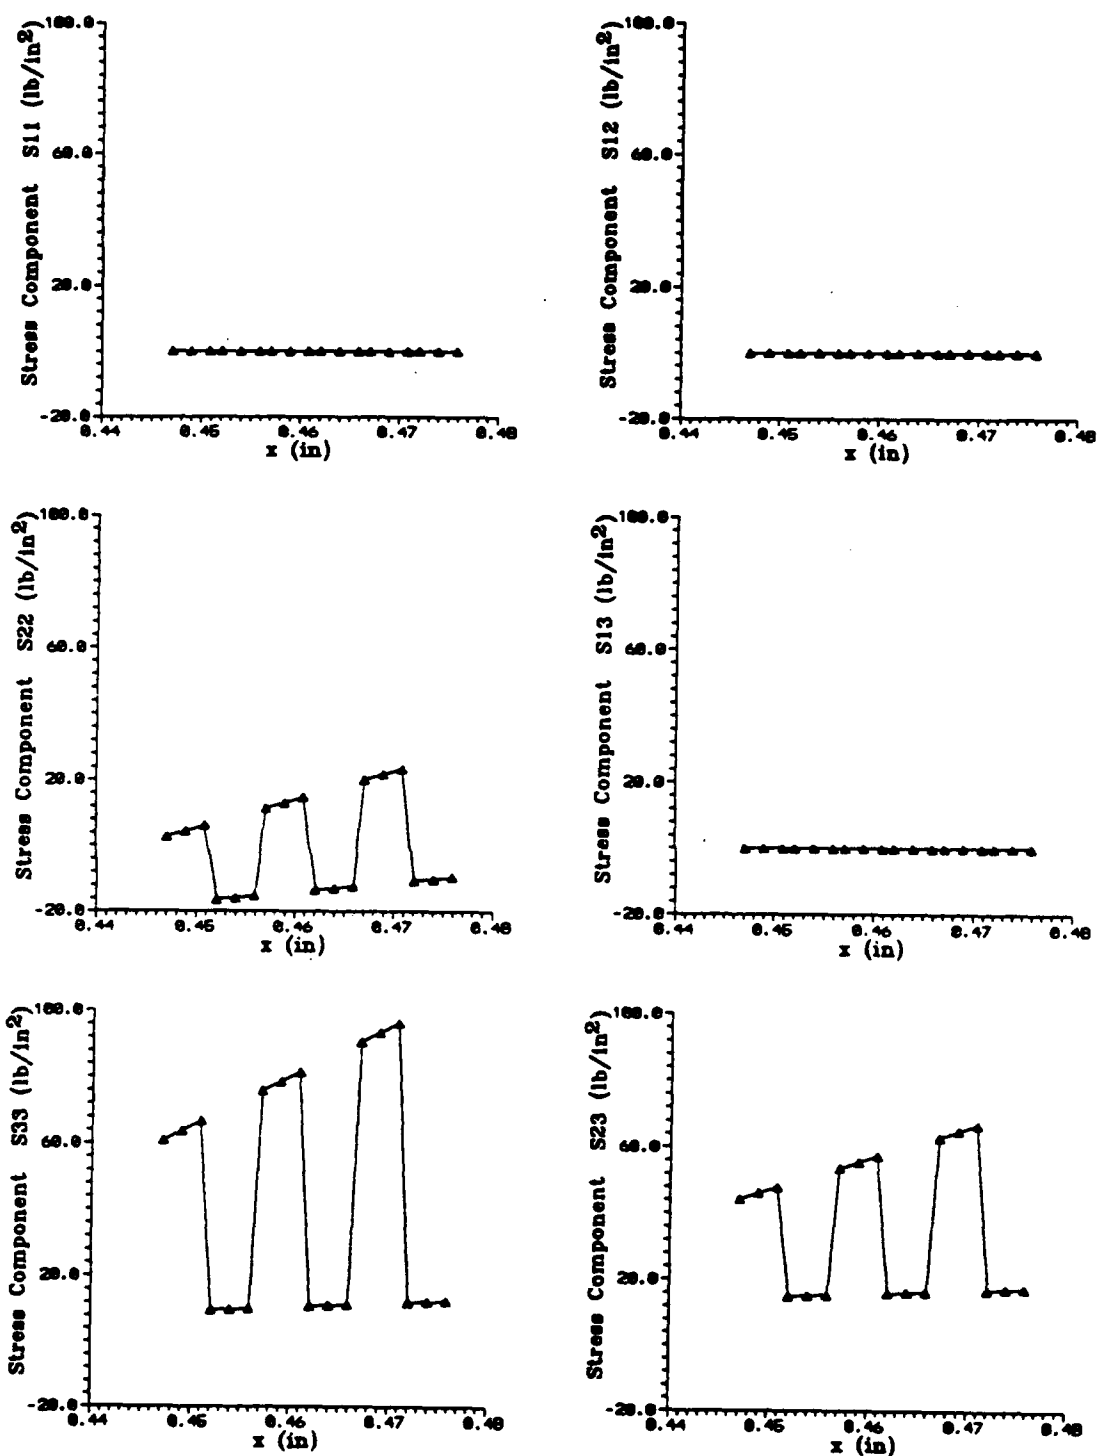 Stress Component S11 (lb/in2)
100.0
60.0
20.0
-20.0
0.44 0.45 0.46 0.47 0.48
x (in)
Stress Component S12 (lb/in2)
100.0
60.0
20.0
-20.0
0.44 0.45 0.46 0.47 0.48
x (in)
Stress Component S22 (lb/in2)
100.0
60.0
20.0
-20.0
0.44 0.45 0.46 0.47 0.48
x (in)
Stress Component S13 (lb/in2)
100.0
60.0
20.0
-20.0
0.44 0.45 0.46 0.47 0.48
x (in)
Stress Component S33 (lb/in2)
100.0
60.0
20.0
-20.0
0.44 0.45 0.46 0.47 0.48
x (in)
Stress Component S23 (lb/in2)
100.0
60.0
20.0
-20.0
0.44 0.45 0.46 0.47 0.48
x (in)